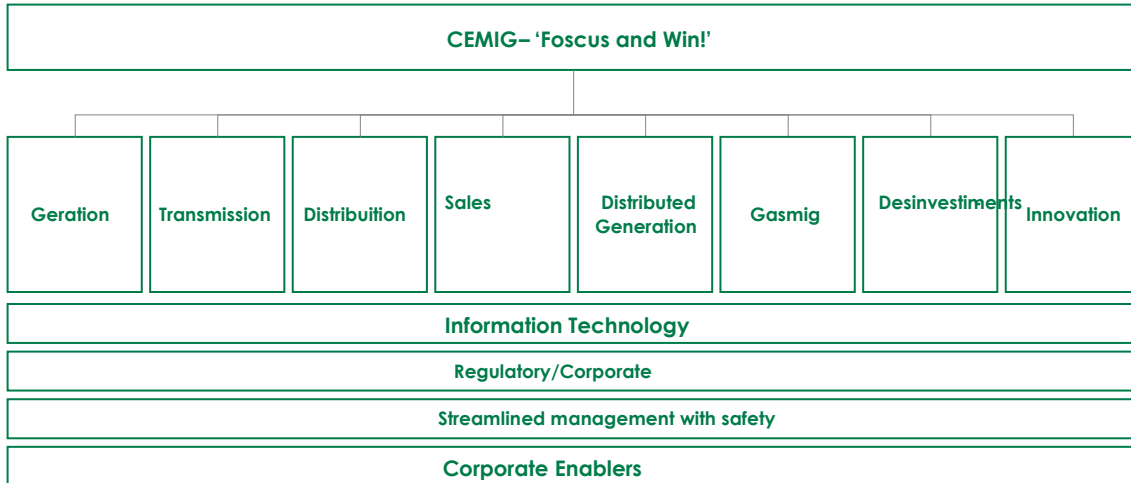 CEMIG– ‘Foscus and Win!’
Geration
Transmission
Distribuition
Sales
Distributed
Generation
Gasmig
Desinvestiments
Innovation
Information Technology
Regulatory/Corporate
Streamlined management with safety
Corporate Enablers